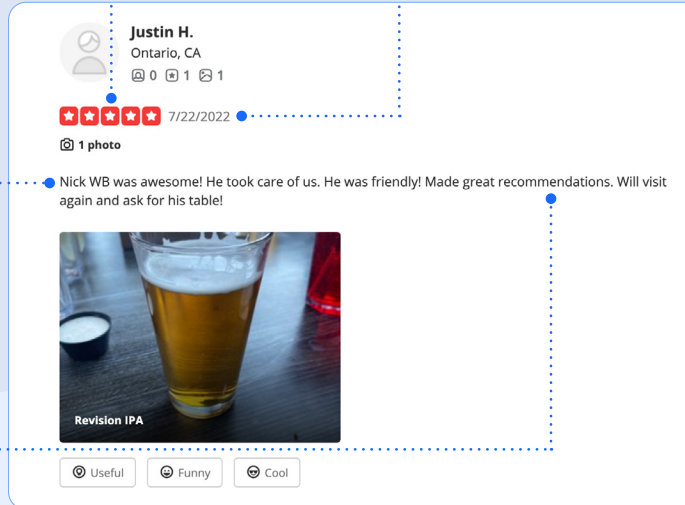 Justin H.
Ontario, CA
0 1 1
7/22/2022
1 photo
Nick WB was awesome! He took care of us. He was friendly! Made great recommendations. Will visit
again and ask for his table!
Revision IPA
Useful Funny Cool